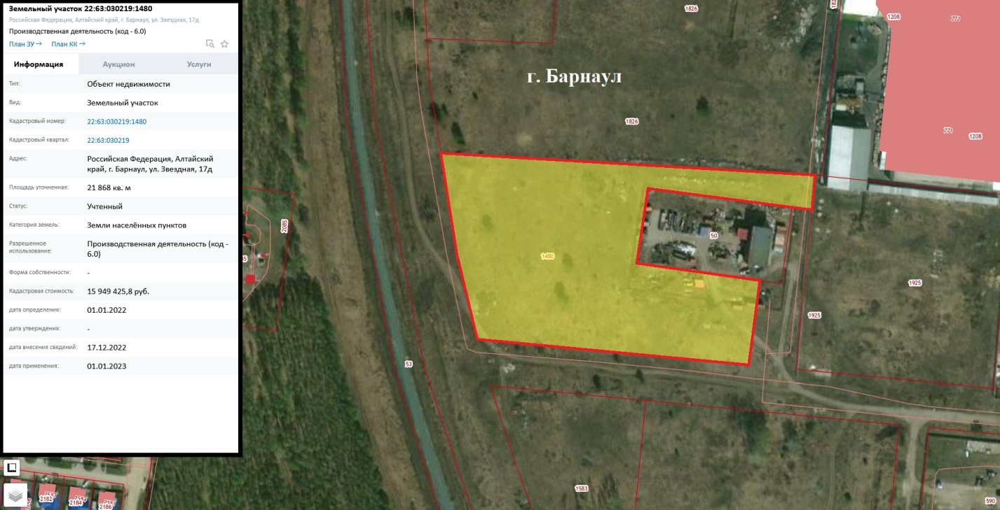 Земельный участок 22:63:030219:1480
Российская Федерация, Алтайский край, г. Барнаул, ул. Звездная, 17д
Производственная деятельность (код - 6.0)
План ЗУ → План КК →
Информация Аукцион Услуги
Тип: Объект недвижимости
Вид: Земельный участок
Кадастровый номер: 22:63:030219:1480
Кадастровый квартал: 22:63:030219
Адрес: Российская Федерация, Алтайский
край, г. Барнаул, ул. Звездная, 17д
Площадь уточненная: 21 868 кв. м
Статус: Учтенный
Категория земель: Земли населённых пунктов
Разрешенное
использование:
Производственная деятельность (код -
6.0)
Форма собственности: -
Кадастровая стоимость: 15 949 425,8 руб.
дата определения: 01.01.2022
дата утверждения: -
дата внесения сведений: 17.12.2022
дата применения: 01.01.2023
1826
1208
771
г. Барнаул
1826
771
1208
2085
50
1480
1925
1925
53
1583
590
2182
2184
2186